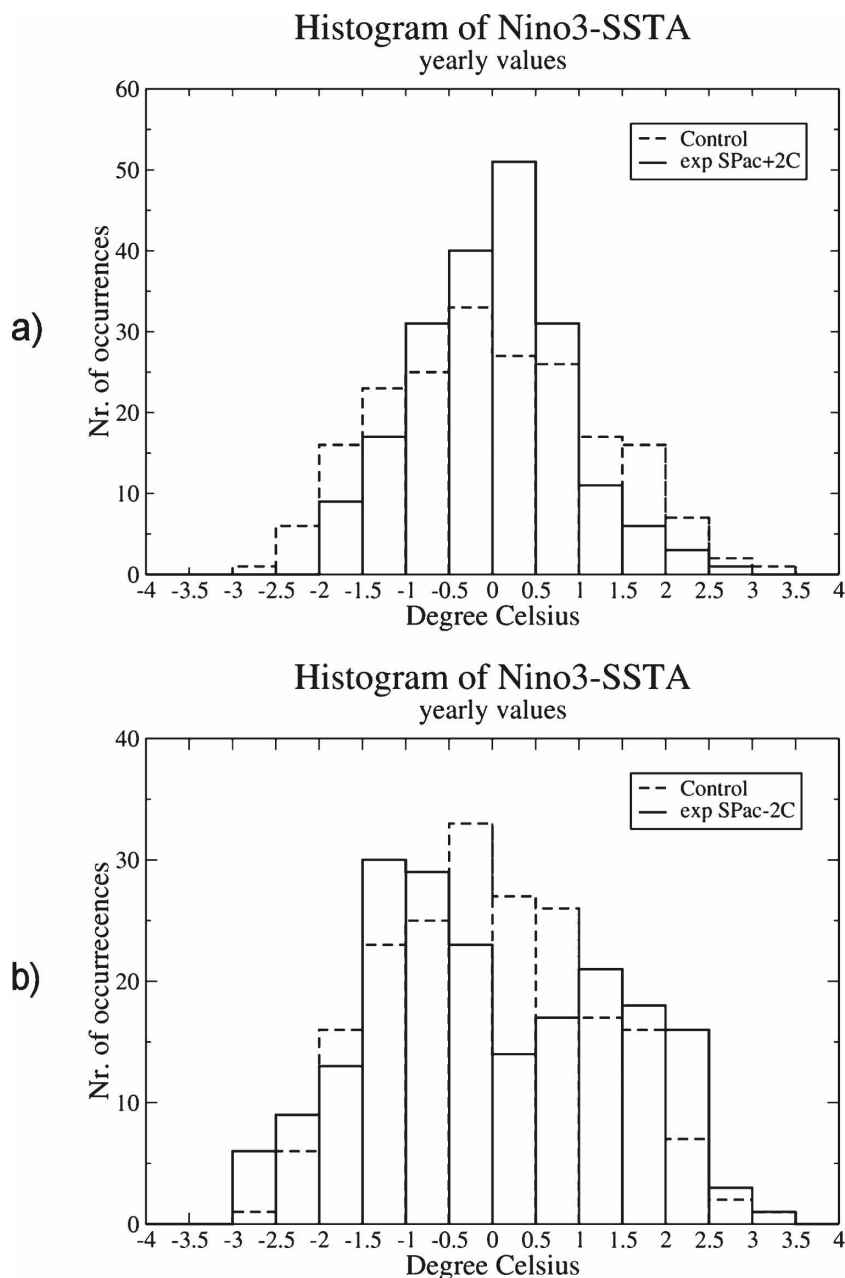 Histogram of Nino3-SSTA
yearly values
60
50
40
30
20
10
0
Nr. of occurrences
a)
Control
exp SPac+2C
-4 -3.5 -3 -2.5 -2 -1.5 -1 -0.5 0 0.5 1 1.5 2 2.5 3 3.5 4
Degree Celsius
Histogram of Nino3-SSTA
yearly values
40
30
20
10
0
Nr. of occurrecences
b)
Control
exp SPac-2C
-4 -3.5 -3 -2.5 -2 -1.5 -1 -0.5 0 0.5 1 1.5 2 2.5 3 3.5 4
Degree Celsius